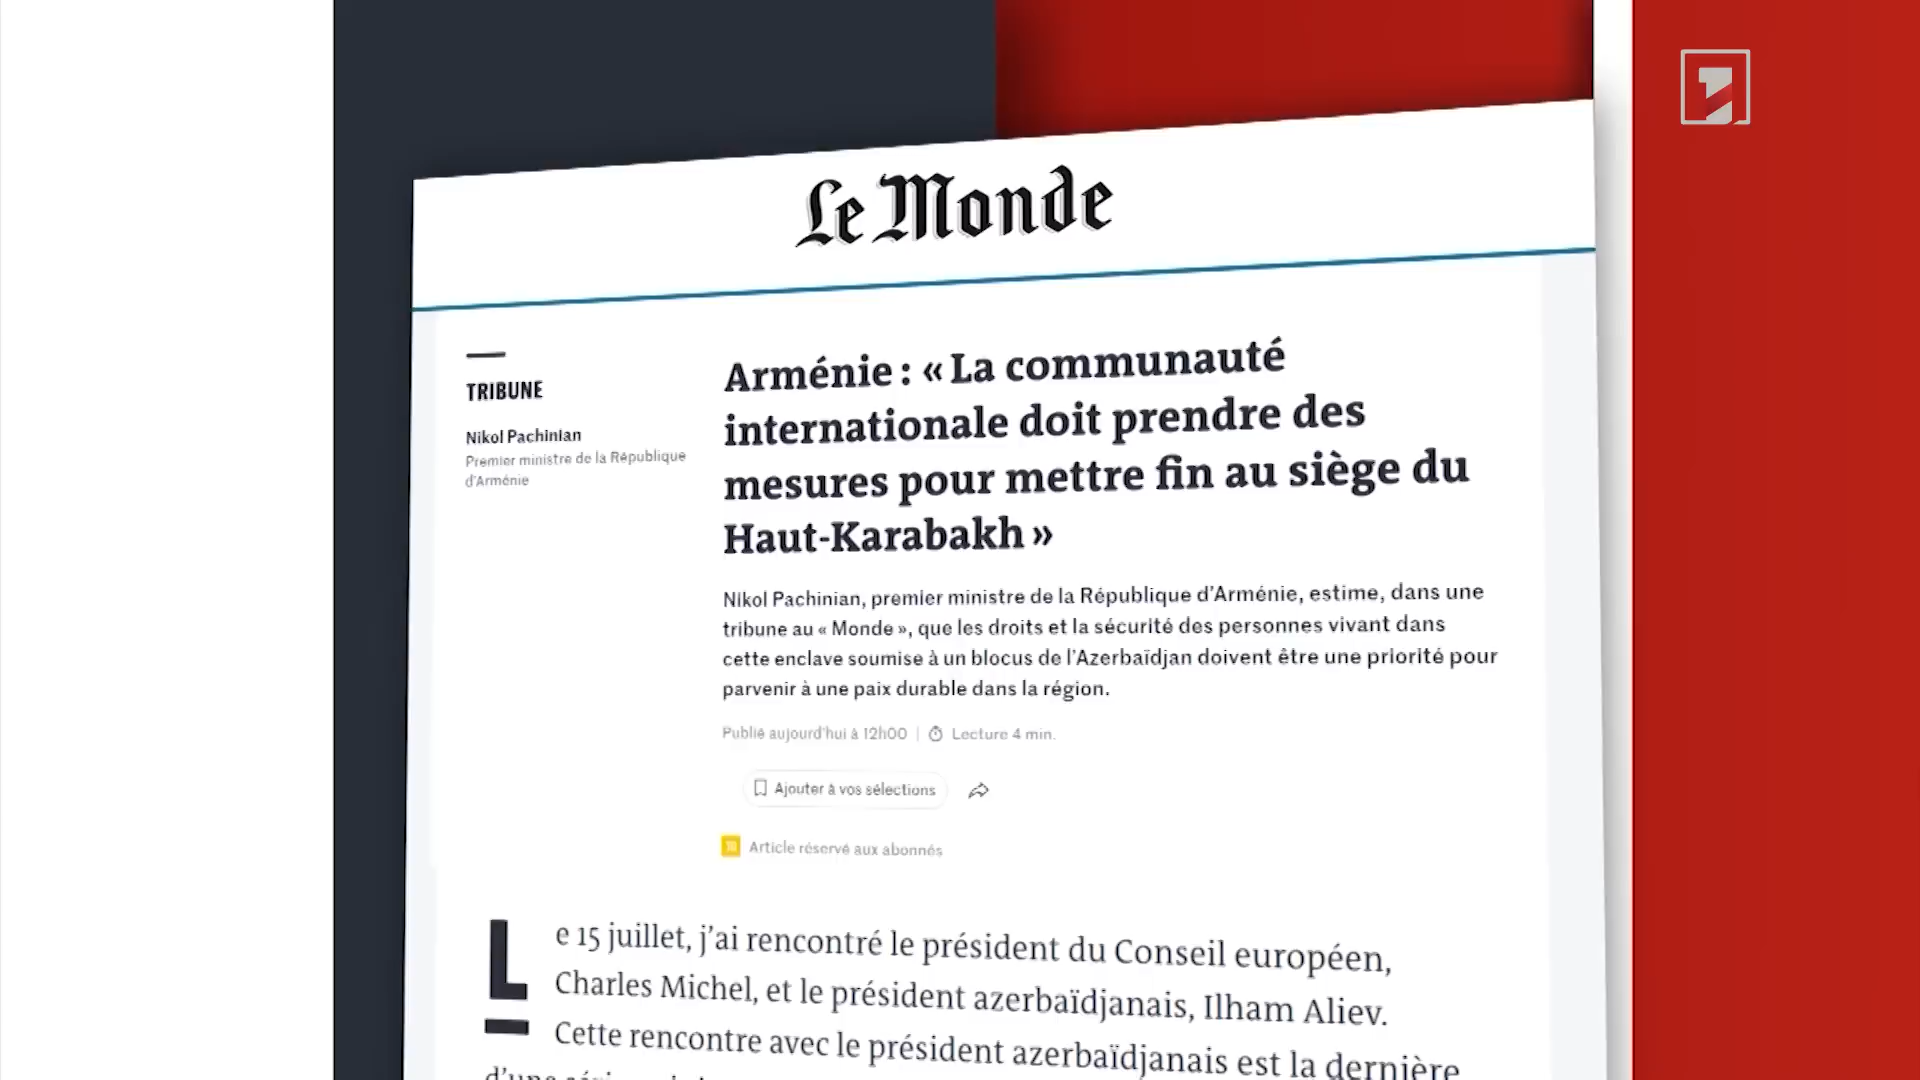 Le Monde
TRIBUNE
Nikol Pachinian
Premier ministre de la République
d'Arménie
Arménie : « La communauté
internationale doit prendre des
mesures pour mettre fin au siège du
Haut-Karabakh »
Nikol Pachinian, premier ministre de la République d'Arménie, estime, dans une
tribune au « Monde », que les droits et la sécurité des personnes vivant dans
cette enclave soumise à un blocus de l'Azerbaïdjan doivent être une priorité pour
parvenir à une paix durable dans la région.
Publié aujourd'hui à 12h00 | Lecture 4 min.
Ajouter à vos sélections
Article réservé aux abonnés
Le 15 juillet, j'ai rencontré le président du Conseil européen,
Charles Michel, et le président azerbaïdjanais, Ilham Aliev.
Cette rencontre avec le président azerbaïdjanais est la dernière
d'une